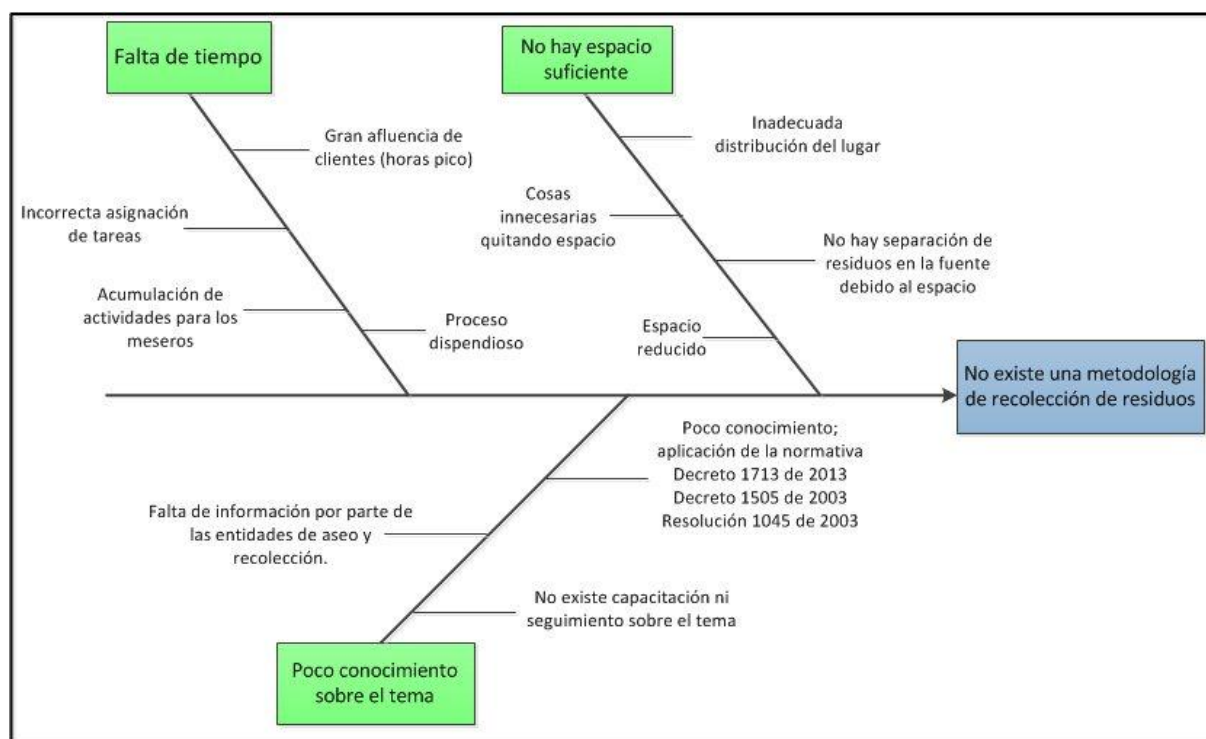 Falta de tiempo
No hay espacio
suficiente
Gran afluencia de
clientes (horas pico)
Incorrecta asignación
de tareas
Acumulación de
actividades para los
meseros
Proceso
dispendioso
Inadecuada
distribución del lugar
Cosas
innecesarias
quitando espacio
No hay separación de
residuos en la fuente
debido al espacio
Espacio
reducido
No existe una metodología
de recolección de residuos
Poco conocimiento;
aplicación de la normativa
Decreto 1713 de 2013
Decreto 1505 de 2003
Resolución 1045 de 2003
Falta de información por parte de
las entidades de aseo y
recolección.
No existe capacitación ni
seguimiento sobre el tema
Poco conocimiento
sobre el tema